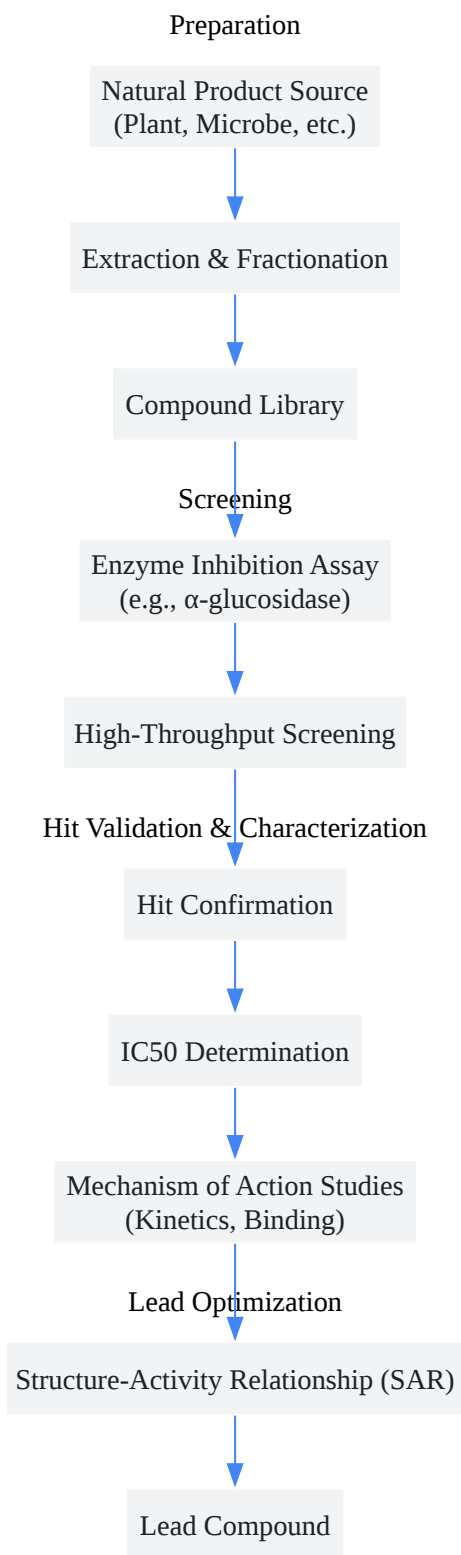 Preparation
Natural Product Source
(Plant, Microbe, etc.)
Extraction & Fractionation
Compound Library
Screening
Enzyme Inhibition Assay
(e.g., α-glucosidase)
High-Throughput Screening
Hit Validation & Characterization
Hit Confirmation
IC50 Determination
Mechanism of Action Studies
(Kinetics, Binding)
Lead Optimization
Structure-Activity Relationship (SAR)
Lead Compound